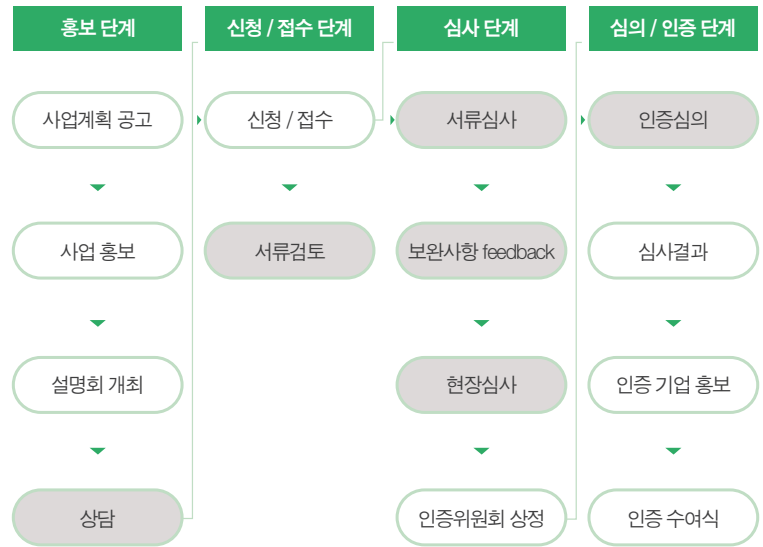 홍보 단계
사업계획 공고
사업 홍보
설명회 개최
상담
신청 / 접수 단계
신청 / 접수
서류검토
심사 단계
서류심사
보완사항 feedback
현장심사
인증위원회 상정
심의 / 인증 단계
인증심의
심사결과
인증 기업 홍보
인증 수여식